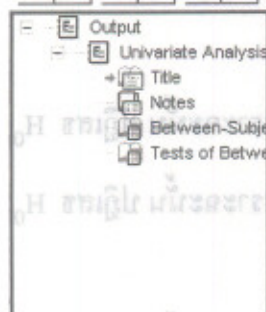 Output
Univariate Analysis
Title
Notes
Between-Subje
Tests of Betwe